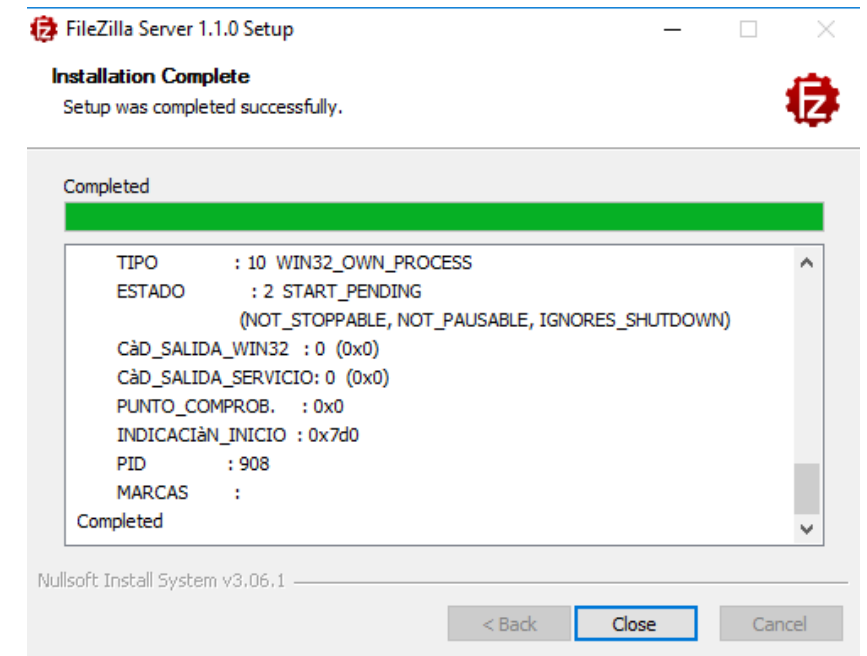 FileZilla Server 1.1.0 Setup
Installation Complete
Setup was completed successfully.
Completed
TIPO : 10 WIN32_OWN_PROCESS
ESTADO : 2 START_PENDING
(NOT_STOPPABLE, NOT_PAUSABLE, IGNORES_SHUTDOWN)
CàD_SALIDA_WIN32 : 0 (0x0)
CàD_SALIDA_SERVICIO: 0 (0x0)
PUNTO_COMPROB. : 0x0
INDICACIàN_INICIO : 0x7d0
PID : 908
MARCAS :
Completed
Nullsoft Install System v3.06.1
< Back Close Cancel